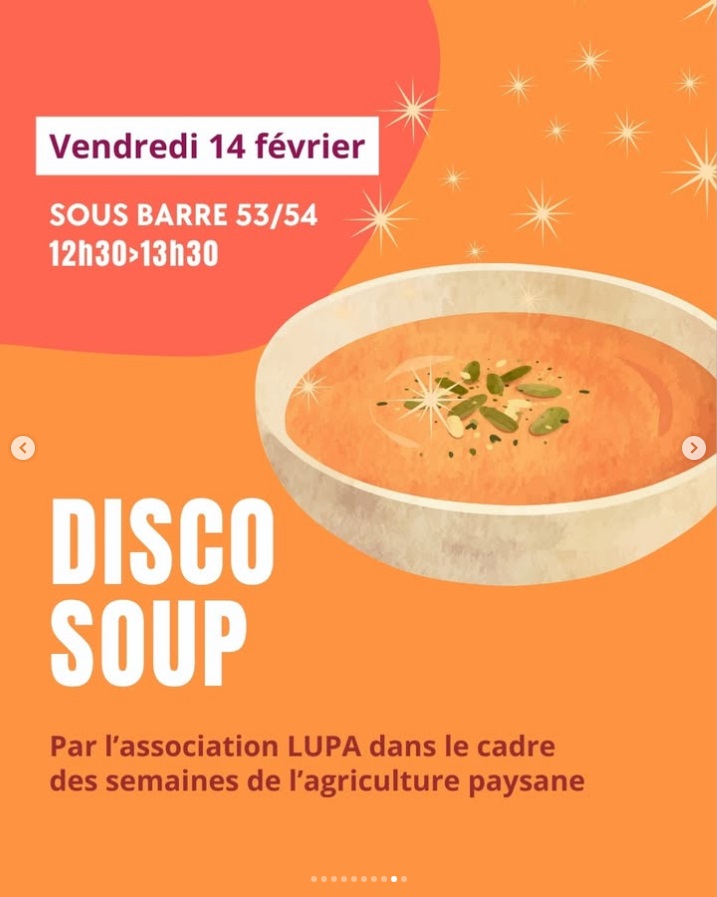 Vendredi 14 février
SOUS BARRE 53/54
12h30>13h30
DISCO
SOUP
Par l'association LUPA dans le cadre
des semaines de l'agriculture paysane